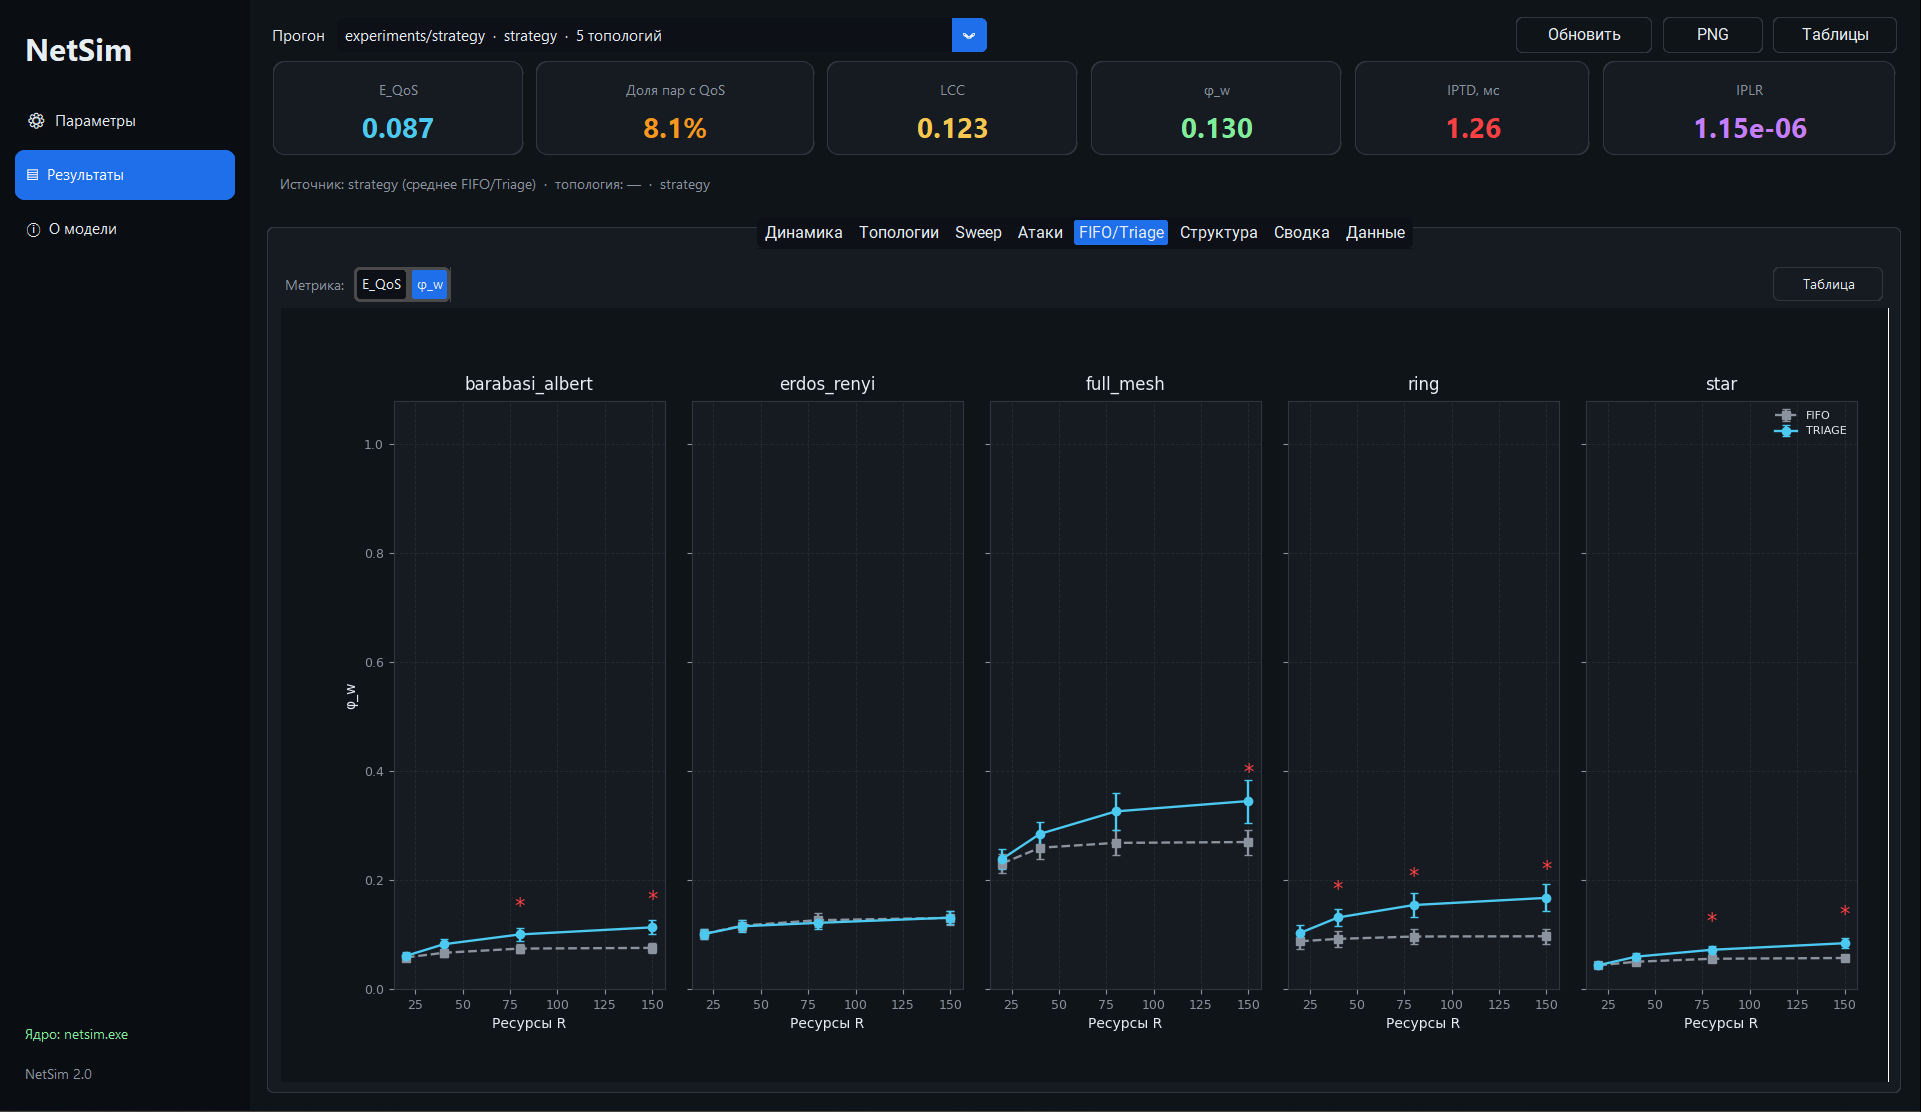 NetSim
Параметры
Результаты
О модели
Ядро: netsim.exe
NetSim 2.0
Прогон experiments/strategy · strategy · 5 топологий
Обновить PNG Таблицы
E_QoS Доля пар с QoS LCC φ_w IPTD, мс IPLR
0.087 8.1% 0.123 0.130 1.26 1.15e-06
Источник: strategy (среднее FIFO/Triage) · топология: — · strategy
Динамика Топологии Sweep Атаки FIFO/Triage Структура Сводка Данные
Метрика: E_QoS φ_w Таблица
barabasi_albert erdos_renyi full_mesh ring star
FIFO
TRIAGE
1.0
0.8
0.6
φ_w
0.4
*
* * * * * * *
0.2
0.0
25 50 75 100 125 150 25 50 75 100 125 150 25 50 75 100 125 150 25 50 75 100 125 150 25 50 75 100 125 150
Ресурсы R Ресурсы R Ресурсы R Ресурсы R Ресурсы R